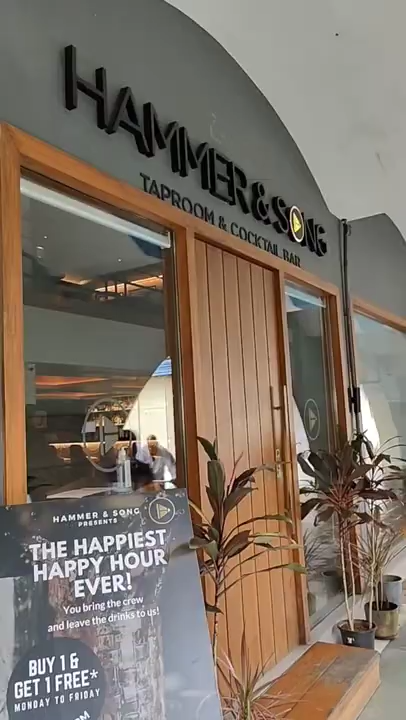 HAMMER & SONG
TAPROOM & COCKTAIL BAR
HAMMER & SONG
PRESENTS
THE HAPPIEST
HAPPY HOUR
EVER!
You bring the crew
and leave the drinks to us!
BUY 1 &
GET 1 FREE*
MONDAY TO FRIDAY